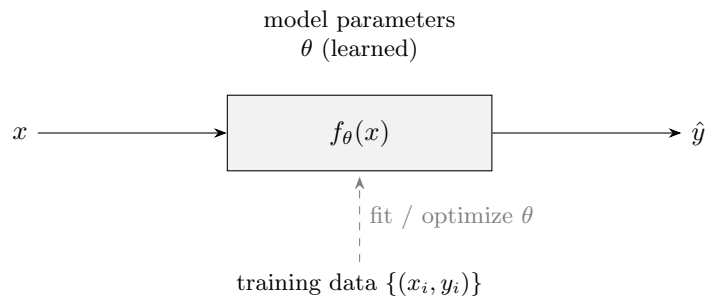 model parameters
θ (learned)
x
f_θ(x)
ŷ
fit / optimize θ
training data {(x_i, y_i)}